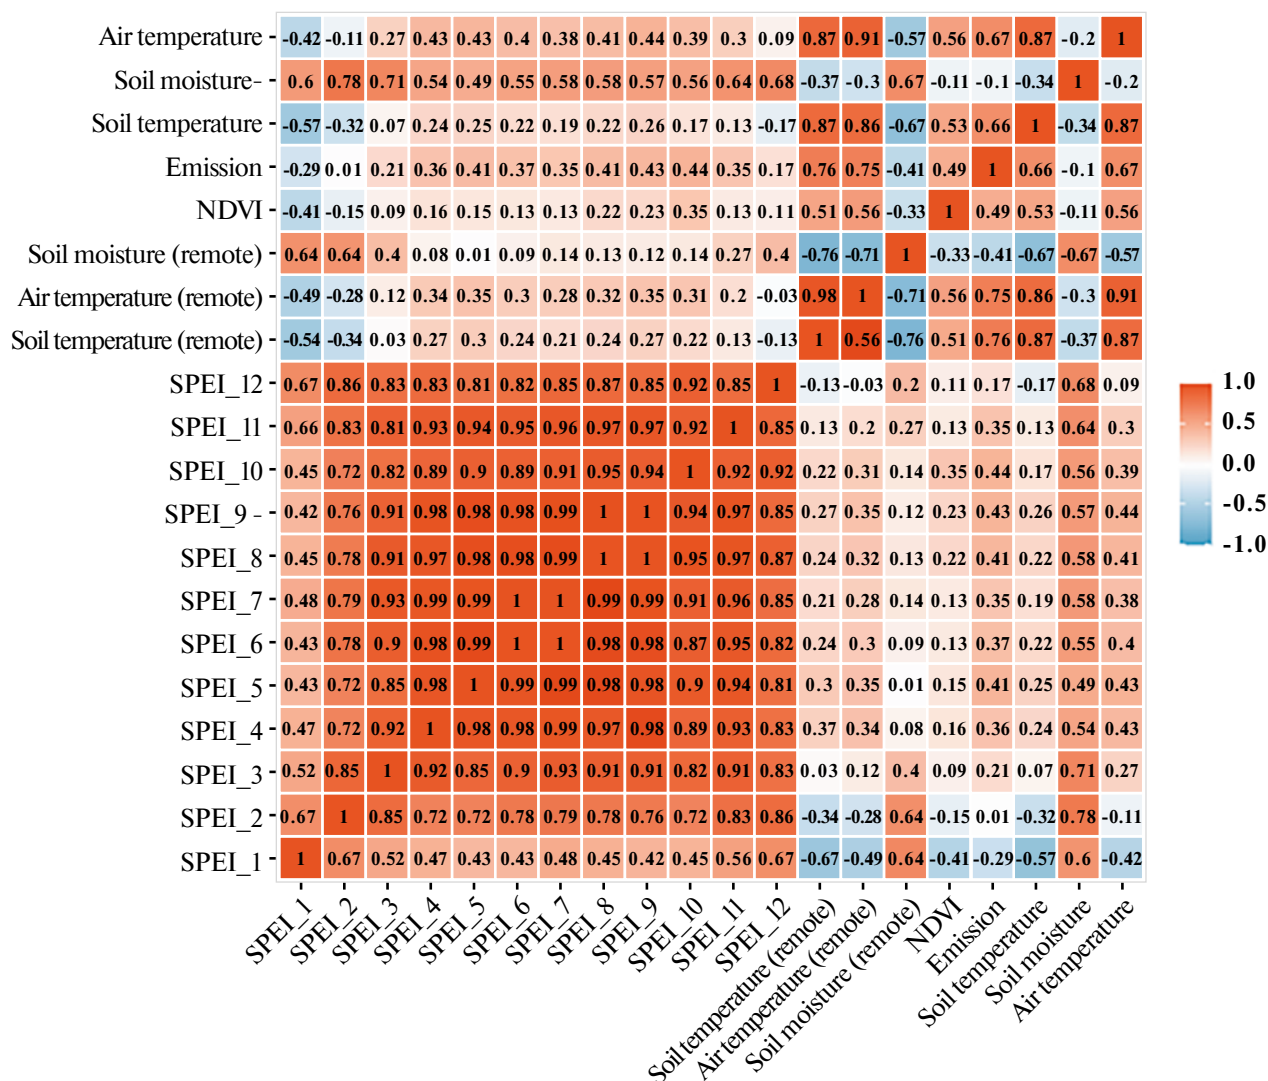 Air temperature -0.42 -0.11 0.27 0.43 0.43 0.4 0.38 0.41 0.44 0.39 0.3 0.09 0.87 0.91 -0.57 0.56 0.67 0.87 -0.2 1
Soil moisture- 0.6 0.78 0.71 0.54 0.49 0.55 0.58 0.58 0.57 0.56 0.64 0.68 -0.37 -0.3 0.67 -0.11 -0.1 -0.34 1 -0.2
Soil temperature -0.57 -0.32 0.07 0.24 0.25 0.22 0.19 0.22 0.26 0.17 0.13 -0.17 0.87 0.86 -0.67 0.53 0.66 1 -0.34 0.87
Emission -0.29 0.01 0.21 0.36 0.41 0.37 0.35 0.41 0.43 0.44 0.35 0.17 0.76 0.75 -0.41 0.49 1 0.66 -0.1 0.67
NDVI -0.41 -0.15 0.09 0.16 0.15 0.13 0.13 0.22 0.23 0.35 0.13 0.11 0.51 0.56 -0.33 1 0.49 0.53 -0.11 0.56
Soil moisture (remote) 0.64 0.64 0.4 0.08 0.01 0.09 0.14 0.13 0.12 0.14 0.27 0.4 -0.76 -0.71 1 -0.33 -0.41 -0.67 -0.67 -0.57
Air temperature (remote) -0.49 -0.28 0.12 0.34 0.35 0.3 0.28 0.32 0.35 0.31 0.2 -0.03 0.98 1 -0.71 0.56 0.75 0.86 -0.3 0.91
Soil temperature (remote) -0.54 -0.34 0.03 0.27 0.3 0.24 0.21 0.24 0.27 0.22 0.13 -0.13 1 0.56 -0.76 0.51 0.76 0.87 -0.37 0.87
SPEI_12 0.67 0.86 0.83 0.83 0.81 0.82 0.85 0.87 0.85 0.92 0.85 1 -0.13 -0.03 0.2 0.11 0.17 -0.17 0.68 0.09
SPEI_11 0.66 0.83 0.81 0.93 0.94 0.95 0.96 0.97 0.97 0.92 1 0.85 0.13 0.2 0.27 0.13 0.35 0.13 0.64 0.3
SPEI_10 0.45 0.72 0.82 0.89 0.9 0.89 0.91 0.95 0.94 1 0.92 0.92 0.22 0.31 0.14 0.35 0.44 0.17 0.56 0.39
SPEI_9 - 0.42 0.76 0.91 0.98 0.98 0.98 0.99 1 1 0.94 0.97 0.85 0.27 0.35 0.12 0.23 0.43 0.26 0.57 0.44
SPEI_8 0.45 0.78 0.91 0.97 0.98 0.98 0.99 1 1 0.95 0.97 0.87 0.24 0.32 0.13 0.22 0.41 0.22 0.58 0.41
SPEI_7 0.48 0.79 0.93 0.99 0.99 1 1 0.99 0.99 0.91 0.96 0.85 0.21 0.28 0.14 0.13 0.35 0.19 0.58 0.38
SPEI_6 0.43 0.78 0.9 0.98 0.99 1 1 0.98 0.98 0.87 0.95 0.82 0.24 0.3 0.09 0.13 0.37 0.22 0.55 0.4
SPEI_5 0.43 0.72 0.85 0.98 1 0.99 0.99 0.98 0.98 0.9 0.94 0.81 0.3 0.35 0.01 0.15 0.41 0.25 0.49 0.43
SPEI_4 0.47 0.72 0.92 1 0.98 0.98 0.99 0.97 0.98 0.89 0.93 0.83 0.37 0.34 0.08 0.16 0.36 0.24 0.54 0.43
SPEI_3 0.52 0.85 1 0.92 0.85 0.9 0.93 0.91 0.91 0.82 0.91 0.83 0.03 0.12 0.4 0.09 0.21 0.07 0.71 0.27
SPEI_2 0.67 1 0.85 0.72 0.72 0.78 0.79 0.78 0.76 0.72 0.83 0.86 -0.34 -0.28 0.64 -0.15 0.01 -0.32 0.78 -0.11
SPEI_1 1 0.67 0.52 0.47 0.43 0.43 0.48 0.45 0.42 0.45 0.56 0.67 -0.67 -0.49 0.64 -0.41 -0.29 -0.57 0.6 -0.42
SPEI_1
SPEI_2
SPEI_3
SPEI_4
SPEI_5
SPEI_6
SPEI_7
SPEI_8
SPEI_9
SPEI_10
SPEI_11
SPEI_12
Soil temperature (remote)
Air temperature (remote)
Soil moisture (remote)
NDVI
Emission
Soil temperature
Soil moisture
Air temperature
1.0
0.5
0.0
-0.5
-1.0